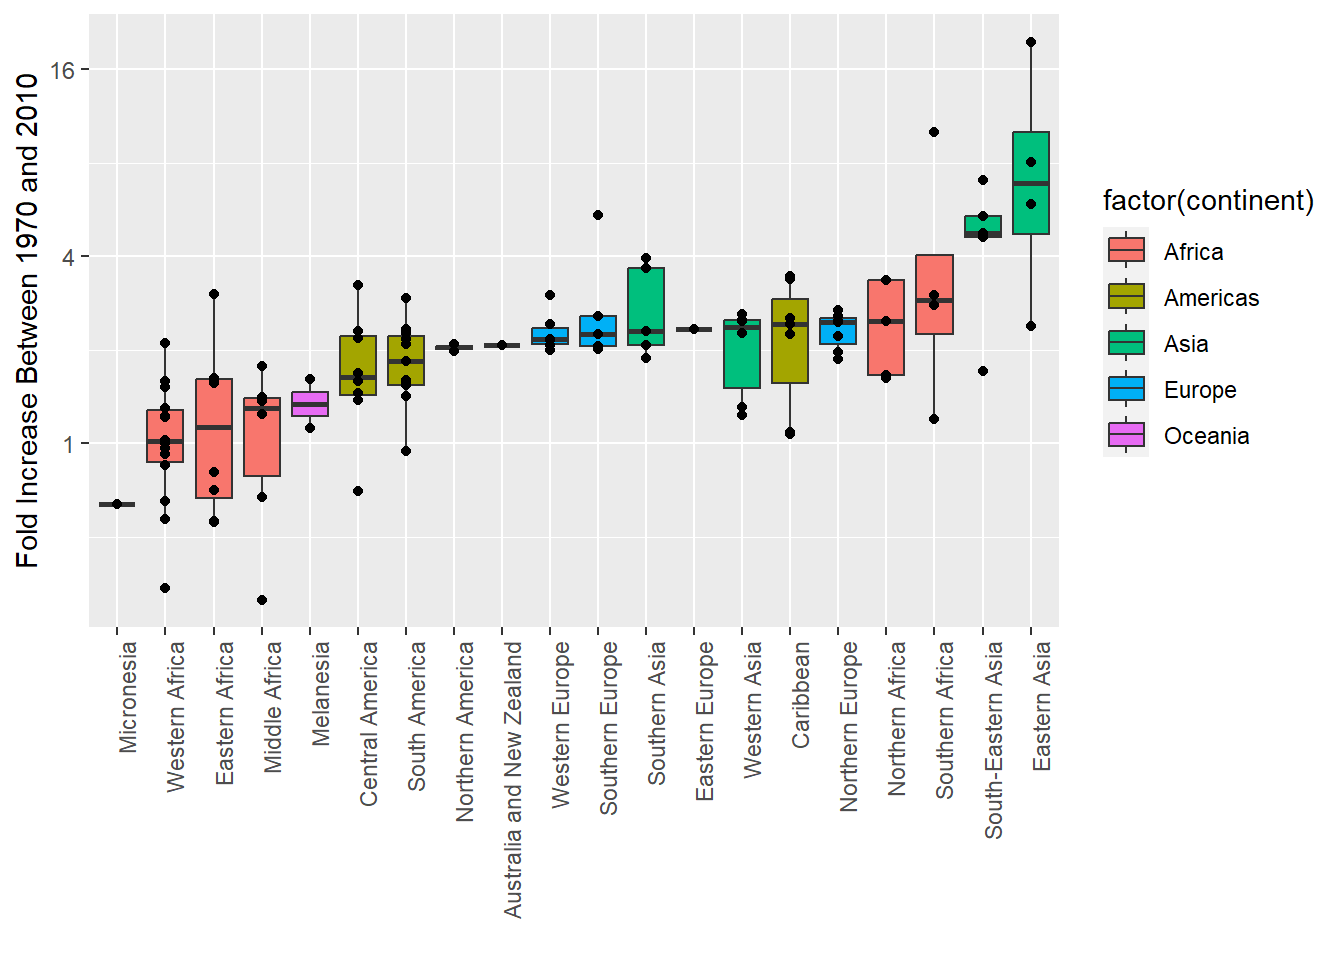 Fold Increase Between 1970 and 2010
16
4
1
Micronesia
Western Africa
Eastern Africa
Middle Africa
Melanesia
Central America
South America
Northern America
Australia and New Zealand
Western Europe
Southern Europe
Southern Asia
Eastern Europe
Western Asia
Caribbean
Northern Europe
Northern Africa
Southern Africa
South-Eastern Asia
Eastern Asia
factor(continent)
Africa
Americas
Asia
Europe
Oceania